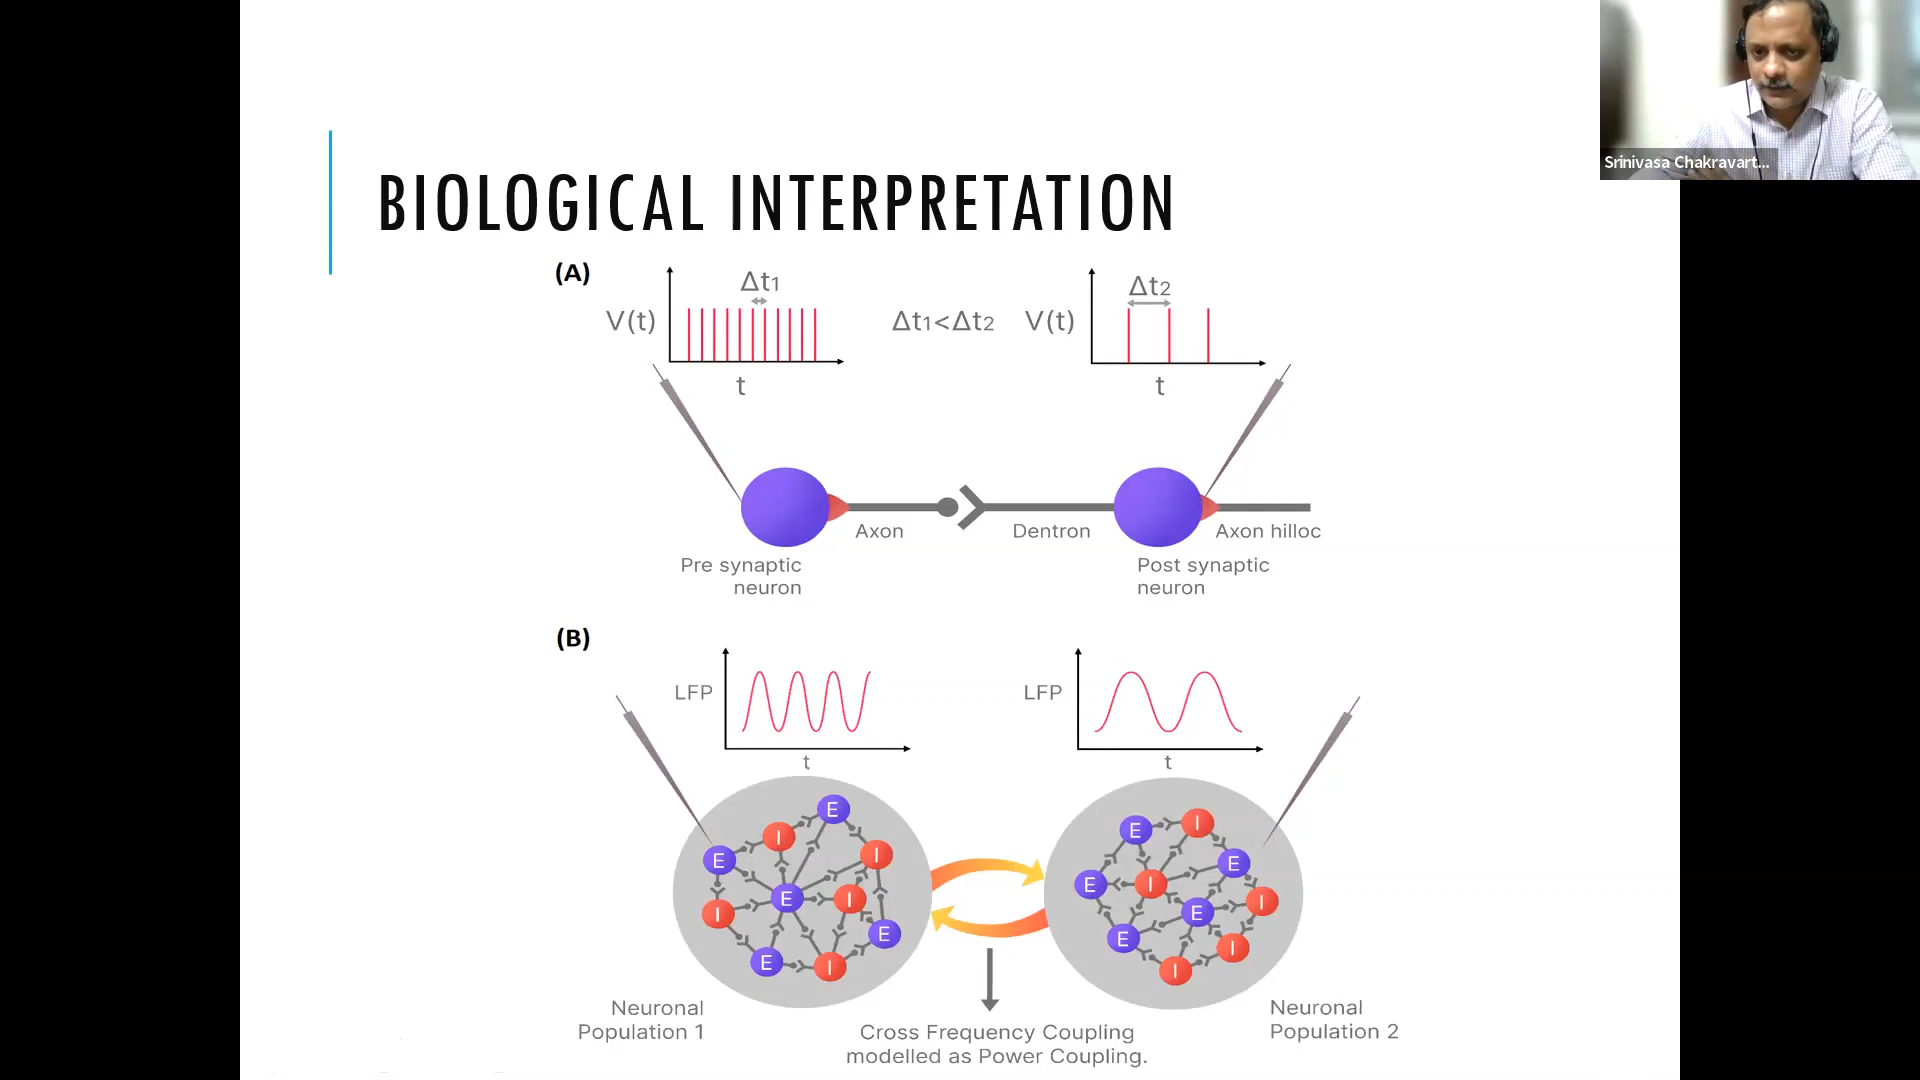 Srinivasa Chakravart...
BIOLOGICAL INTERPRETATION
(A)
Δt1
V(t)
t
Δt1<Δt2
Δt2
V(t)
t
Axon
Dentron
Axon hilloc
Pre synaptic
neuron
Post synaptic
neuron
(B)
LFP
t
LFP
t
E
I
I
E
E
I
I
E
E
I
E
I
E
E
I
E
I
E
I
I
Neuronal
Population 1
Cross Frequency Coupling
modelled as Power Coupling.
Neuronal
Population 2